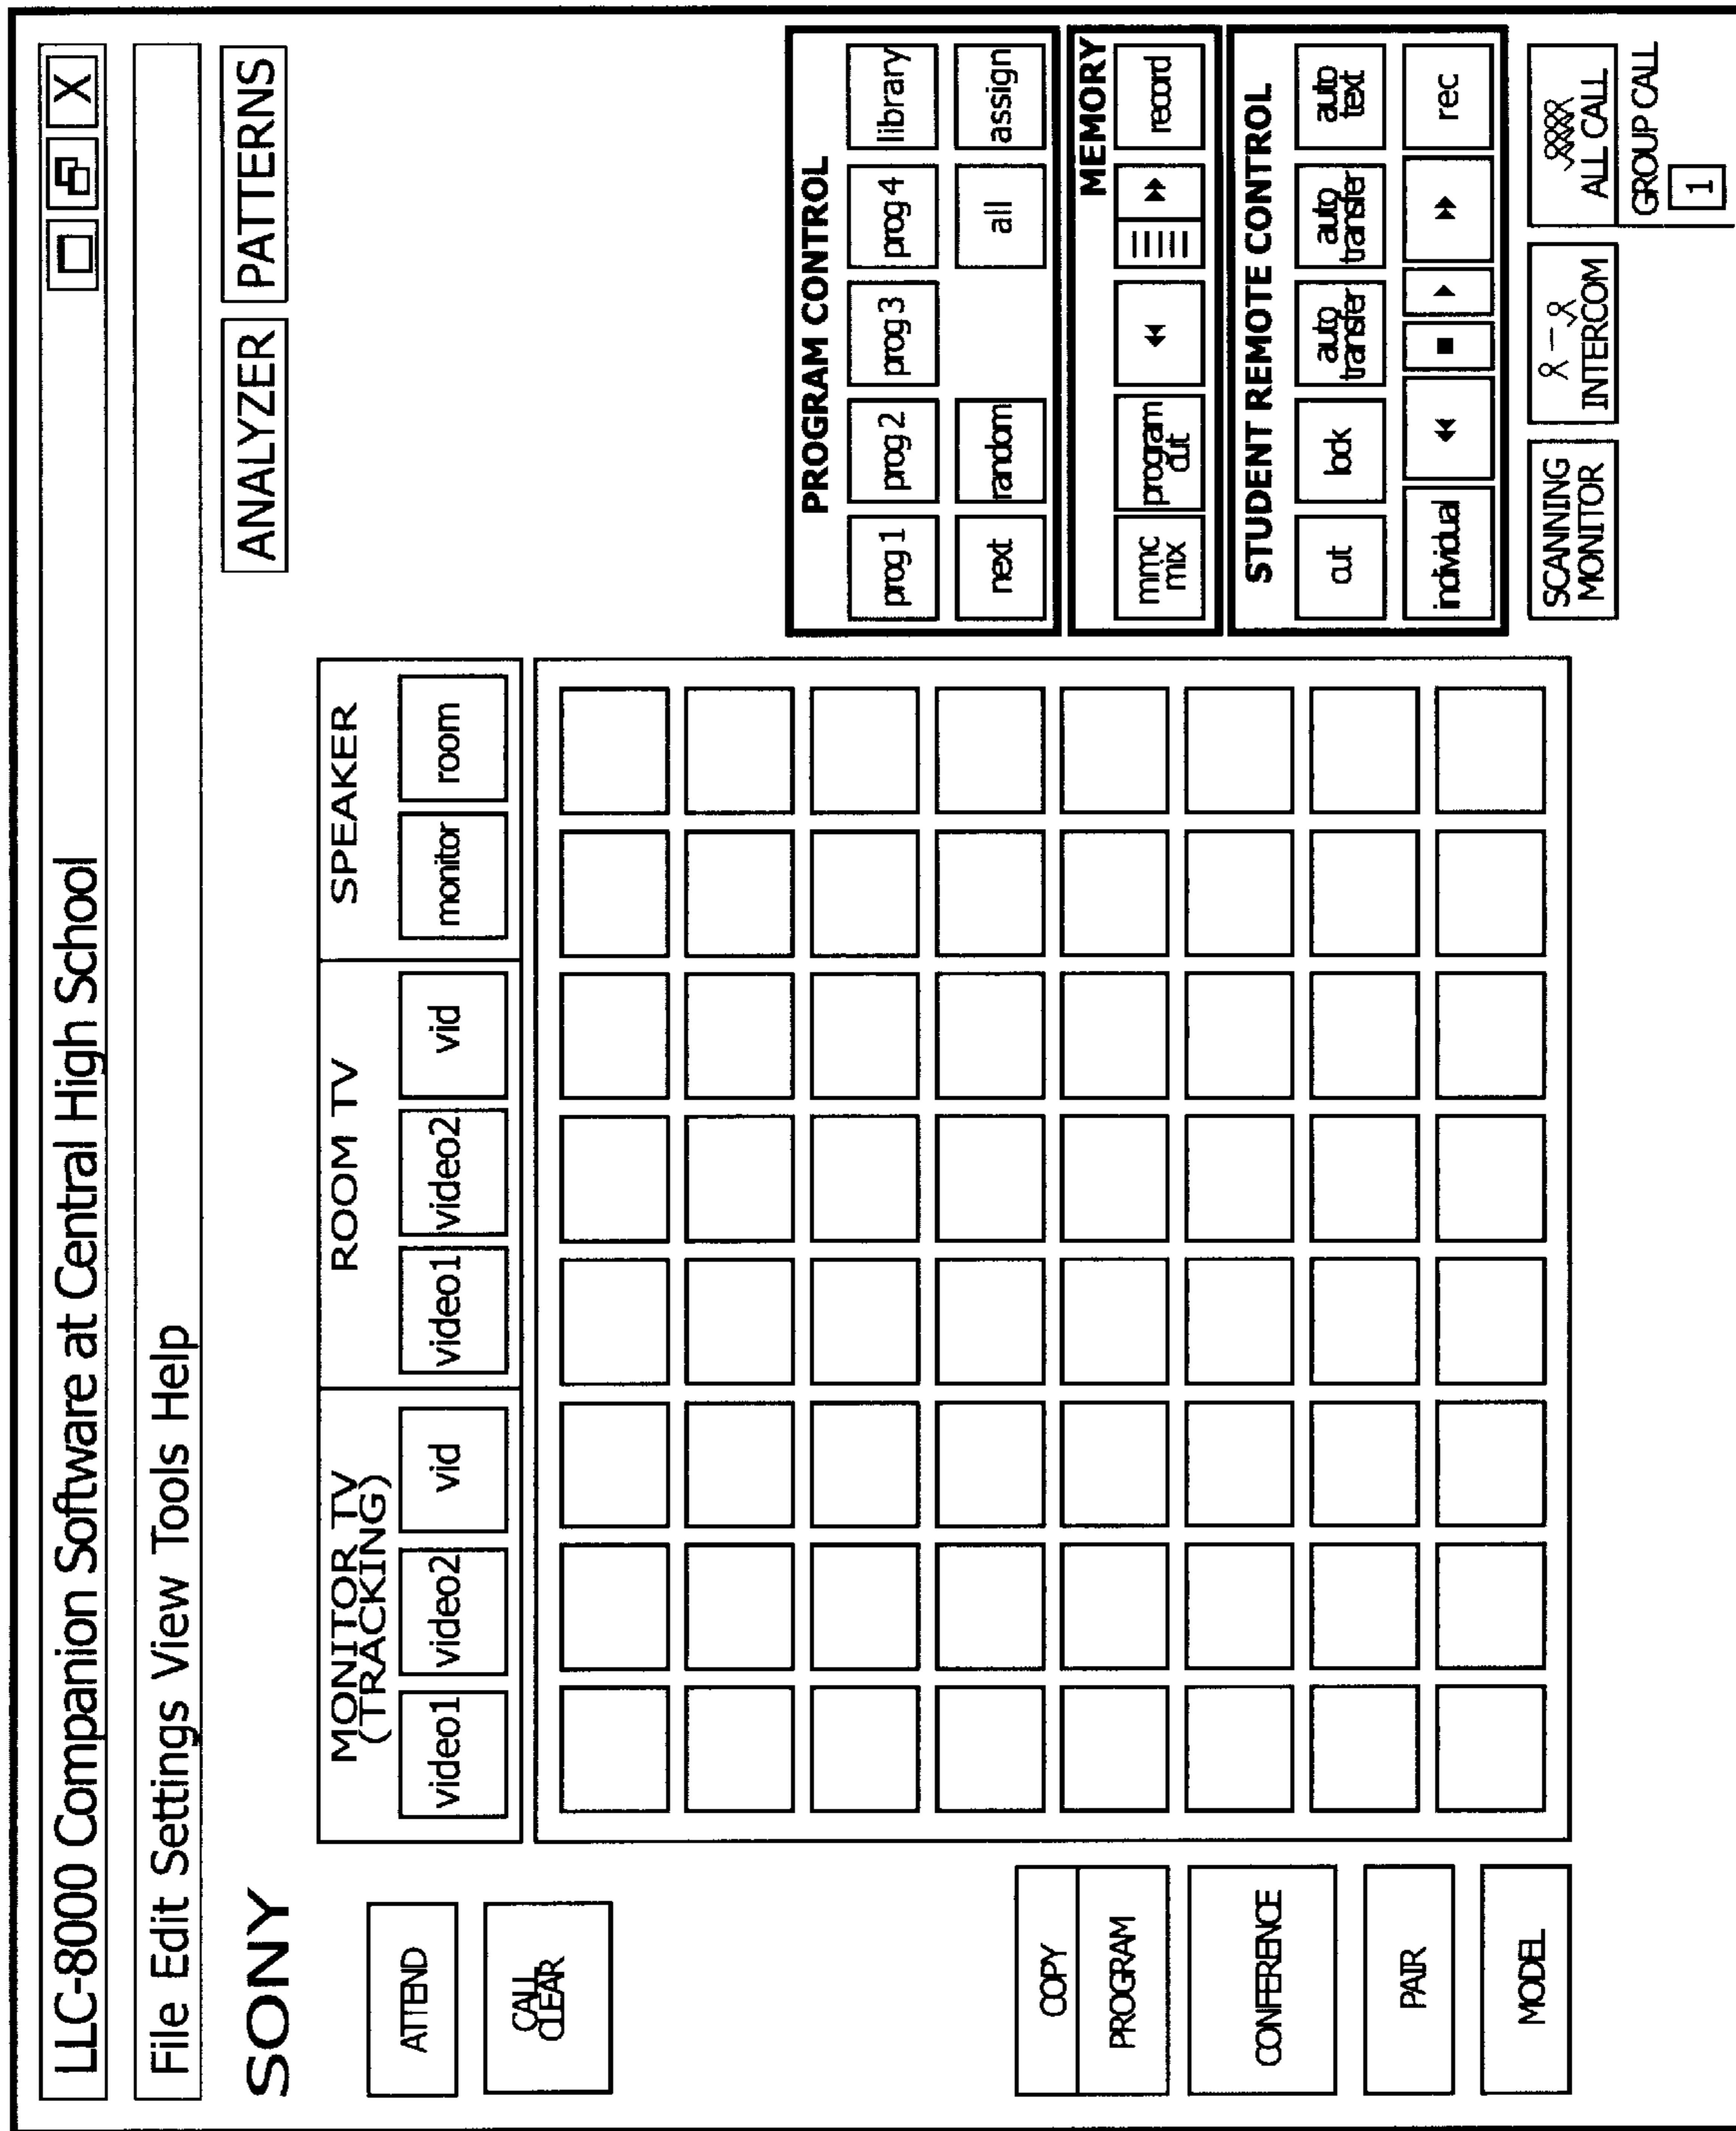 LLC-8000 Companion Software at Central High School
X
File Edit Settings View Tools Help
SONY
ANALYZER
PATTERNS
ATTEND
CALL
CLEAR
COPY
PROGRAM
CONFERENCE
PAIR
MODEL
MONITOR TV
(TRACKING)
video1 video2 vid
ROOM TV
video1 video2 vid
SPEAKER
monitor room
PROGRAM CONTROL
prog 1 prog 2 prog 3 prog 4 library
next random all assign
MEMORY
mmc
mix
program
cut
record
STUDENT REMOTE CONTROL
cut
lock
auto
transfer
auto
transfer
auto
text
individual
rec
SCANNING
MONITOR
INTERCOM
ALL CALL
GROUP CALL
1